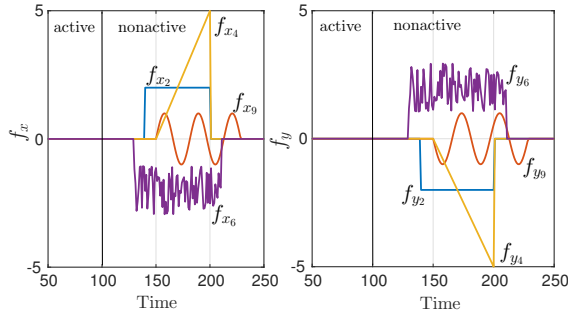 5 active nonactive 5 active nonactive
f_{x_4}
f_{x_2} f_{y_6}
f_{x_9}
f_x 0 f_y 0
f_{y_9}
f_{y_2}
f_{x_6}
f_{y_4}
-5 -5
50 100 150 200 250 50 100 150 200 250
Time Time